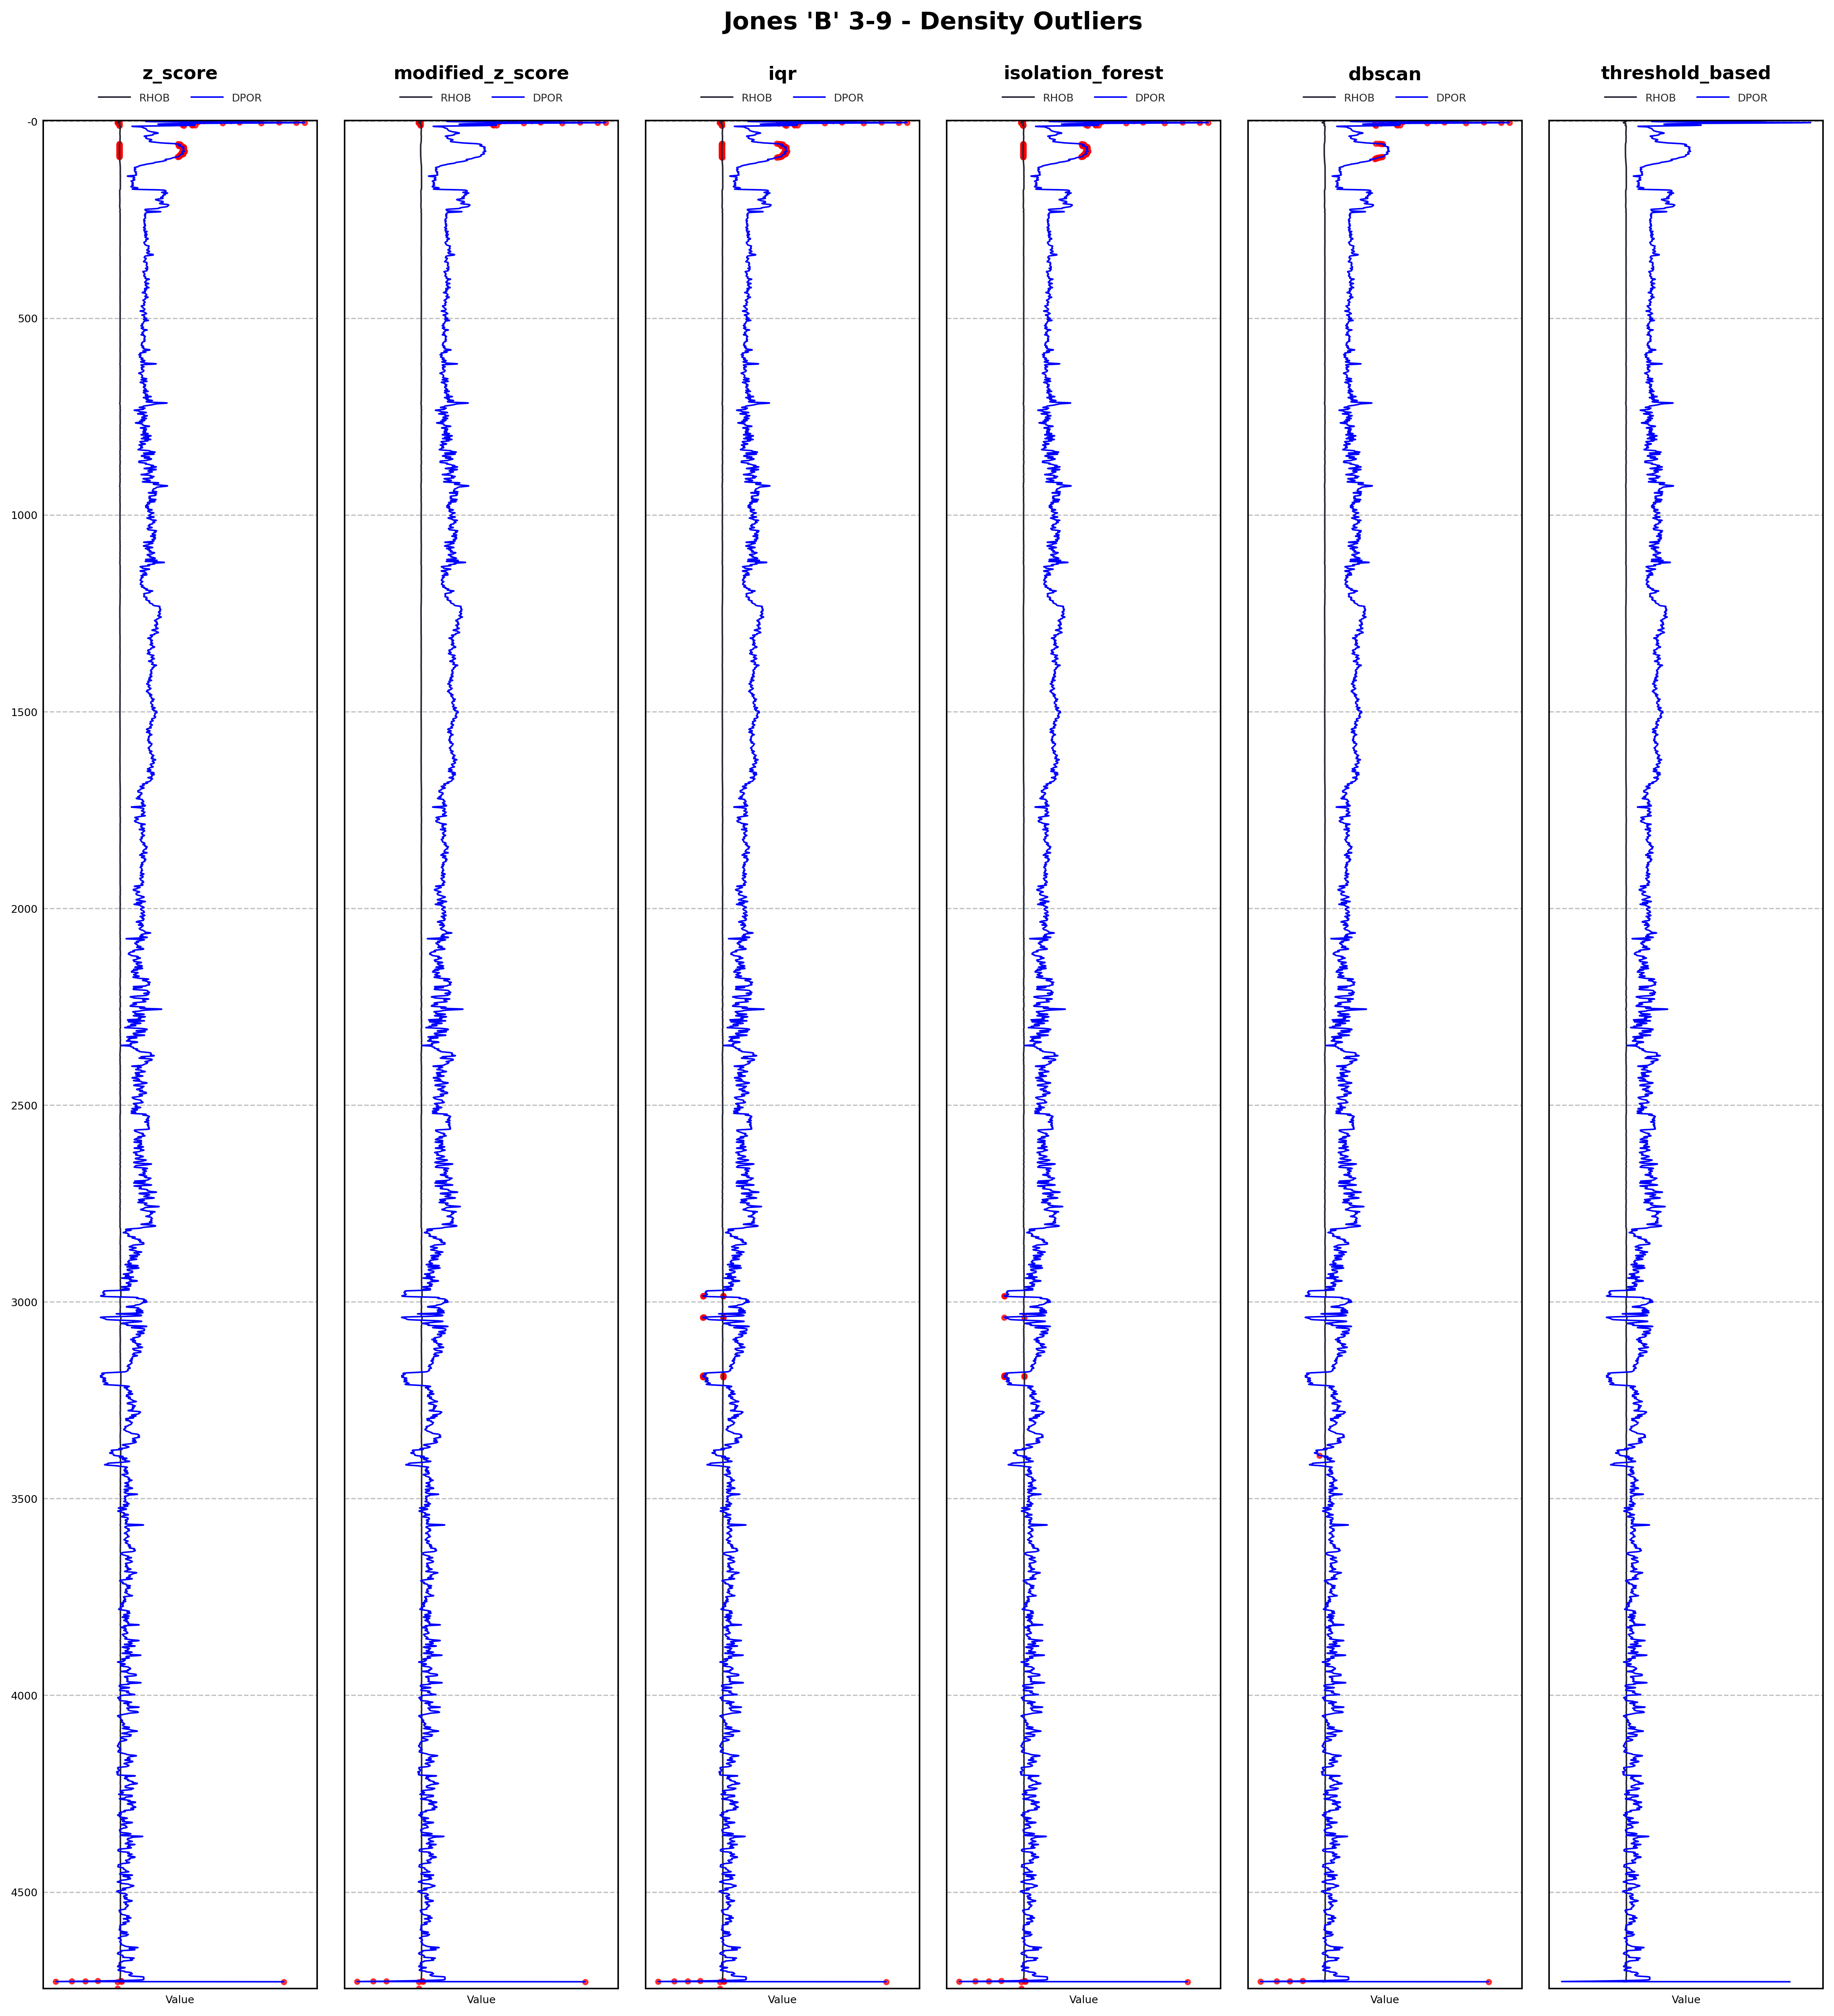 Jones 'B' 3-9 - Density Outliers
z_score modified_z_score iqr isolation_forest dbscan threshold_based
RHOB DPOR RHOB DPOR RHOB DPOR RHOB DPOR RHOB DPOR RHOB DPOR
-0
500
1000
1500
2000
2500
3000
3500
4000
4500
Value Value Value Value Value Value